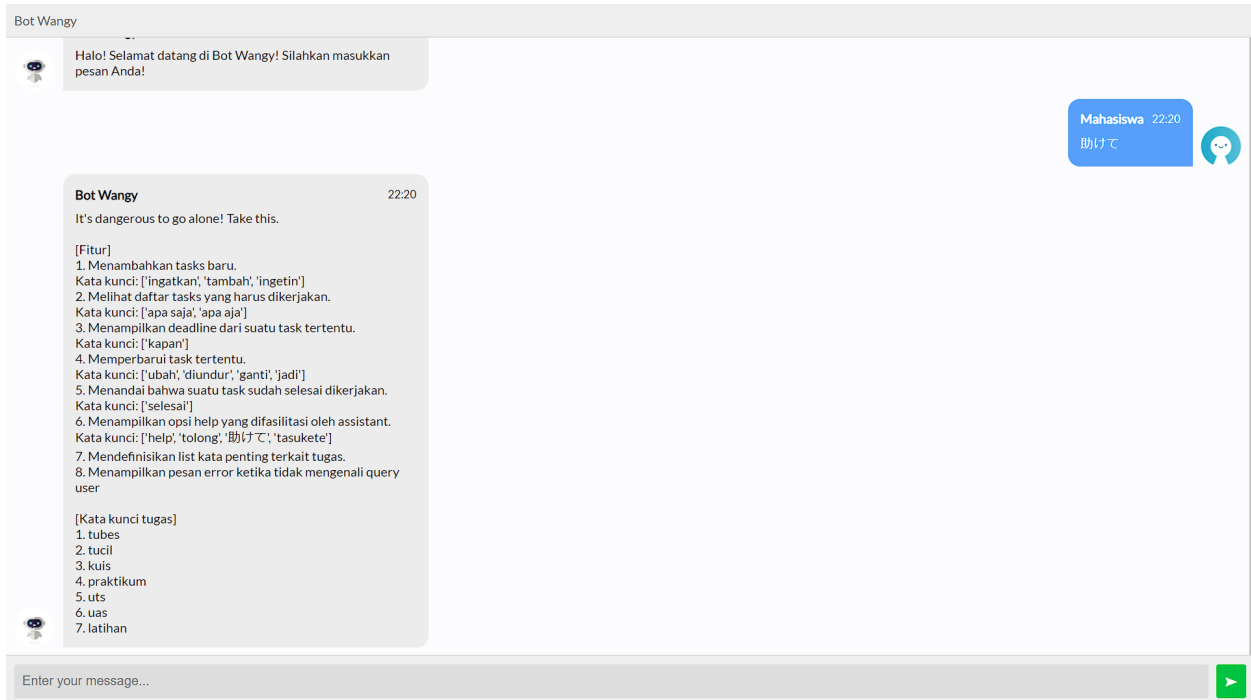 Bot Wangy
Halo! Selamat datang di Bot Wangy! Silahkan masukkan
pesan Anda!
Mahasiswa 22:20
助けて
Bot Wangy 22:20
It's dangerous to go alone! Take this.
[Fitur]
1. Menambahkan tasks baru.
Kata kunci: ['ingatkan', 'tambah', 'ingetin']
2. Melihat daftar tasks yang harus dikerjakan.
Kata kunci: ['apa saja', 'apa aja']
3. Menampilkan deadline dari suatu task tertentu.
Kata kunci: ['kapan']
4. Memperbarui task tertentu.
Kata kunci: ['ubah', 'diundur', 'ganti', 'jadi']
5. Menandai bahwa suatu task sudah selesai dikerjakan.
Kata kunci: ['selesai']
6. Menampilkan opsi help yang difasilitasi oleh assistant.
Kata kunci: ['help', 'tolong', '助けて', 'tasukete']
7. Mendefinisikan list kata penting terkait tugas.
8. Menampilkan pesan error ketika tidak mengenali query
user
[Kata kunci tugas]
1. tubes
2. tucil
3. kuis
4. praktikum
5. uts
6. uas
7. latihan
Enter your message...